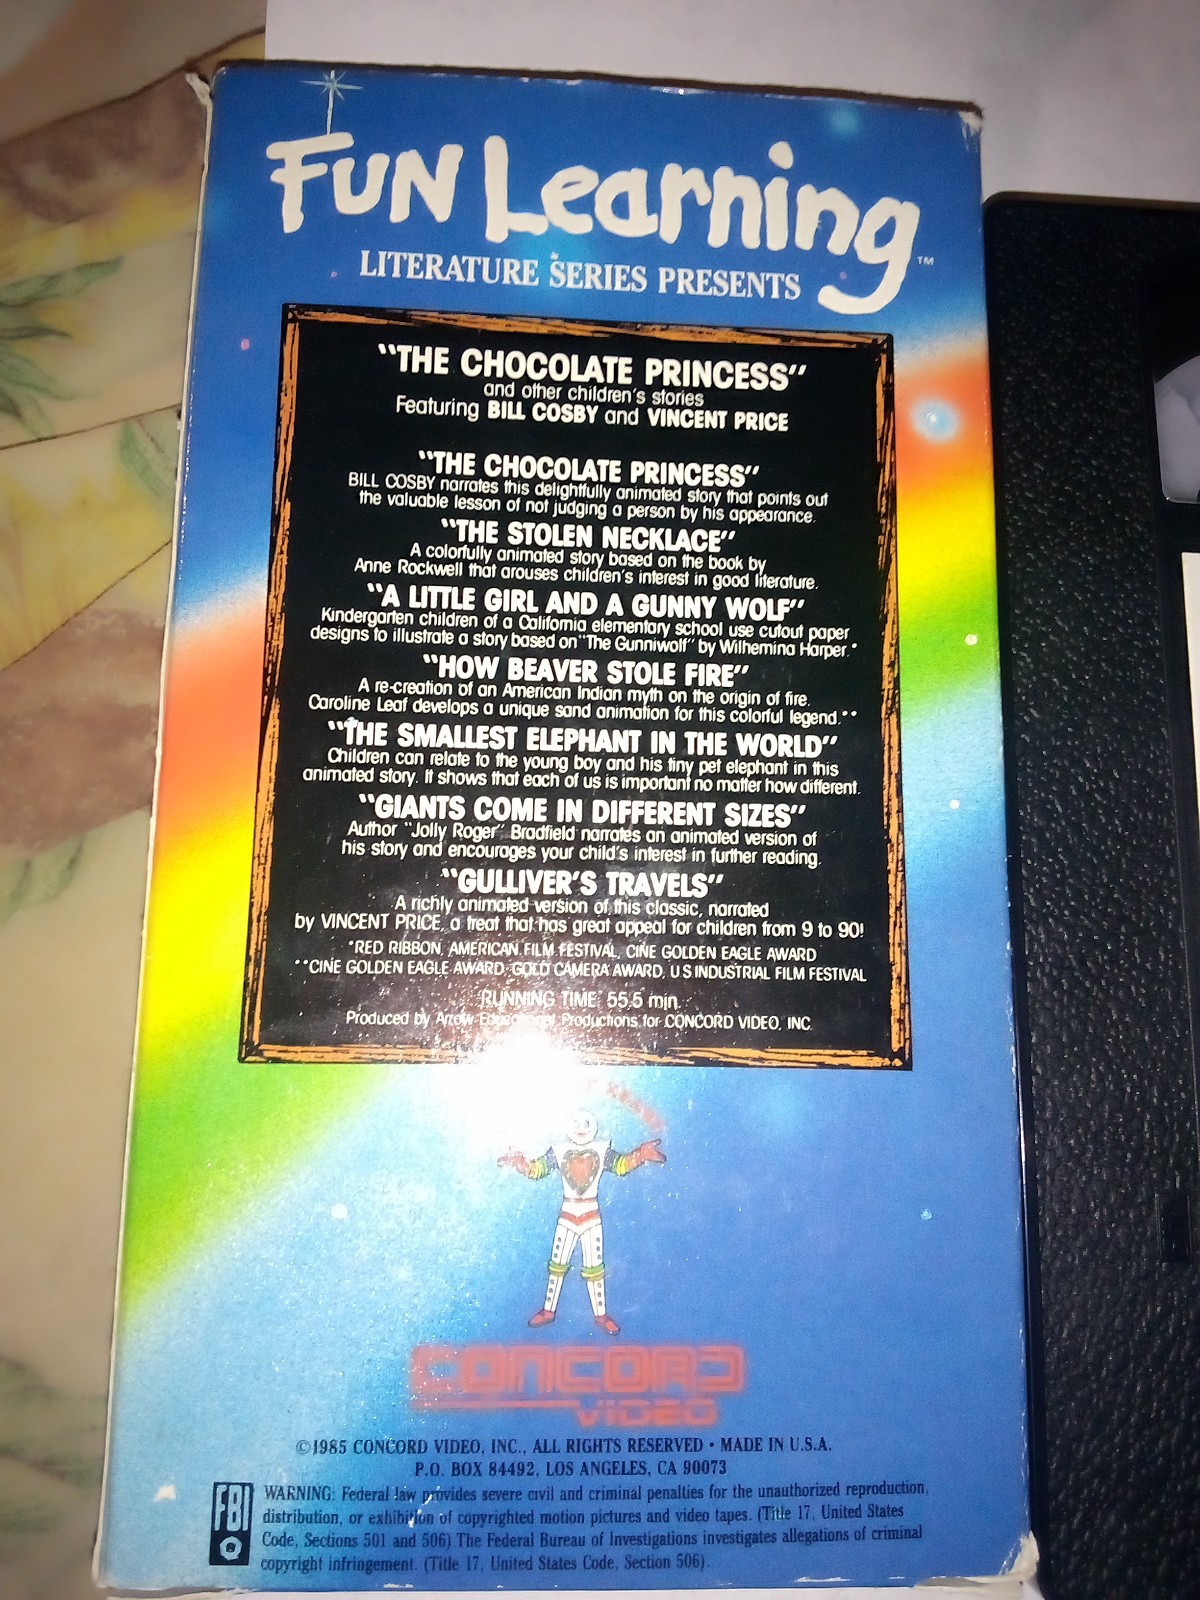 FUN Learning™
LITERATURE SERIES PRESENTS
"THE CHOCOLATE PRINCESS"
and other children's stories
Featuring BILL COSBY and VINCENT PRICE
"THE CHOCOLATE PRINCESS"
BILL COSBY narrates this delightfully animated story that points out
the valuable lesson of not judging a person by his appearance.
"THE STOLEN NECKLACE"
A colorfully animated story based on the book by
Anne Rockwell that arouses children's interest in good literature.
"A LITTLE GIRL AND A GUNNY WOLF"
Kindergarten children of a California elementary school use cutout paper
designs to illustrate a story based on "The Gunniwolf" by Wilhemina Harper.*
"HOW BEAVER STOLE FIRE"
A re-creation of an American Indian myth on the origin of fire.
Caroline Leaf develops a unique sand animation for this colorful legend.**
"THE SMALLEST ELEPHANT IN THE WORLD"
Children can relate to the young boy and his tiny pet elephant in this
animated story. It shows that each of us is important no matter how different.
"GIANTS COME IN DIFFERENT SIZES"
Author "Jolly Roger" Bradfield narrates an animated version of
his story and encourages your child's interest in further reading.
"GULLIVER'S TRAVELS"
A richly animated version of this classic, narrated
by VINCENT PRICE, a treat that has great appeal for children from 9 to 90!
*RED RIBBON, AMERICAN FILM FESTIVAL, CINE GOLDEN EAGLE AWARD
**CINE GOLDEN EAGLE AWARD, GOLD CAMERA AWARD, U S INDUSTRIAL FILM FESTIVAL
RUNNING TIME: 55.5 min.
Produced by Arrow Educational Productions for CONCORD VIDEO, INC.
CONCORD
VIDEO
©1985 CONCORD VIDEO, INC., ALL RIGHTS RESERVED • MADE IN U.S.A.
P.O. BOX 84492, LOS ANGELES, CA 90073
FBI
WARNING: Federal law provides severe civil and criminal penalties for the unauthorized reproduction,
distribution, or exhibition of copyrighted motion pictures and video tapes. (Title 17, United States
Code, Sections 501 and 506) The Federal Bureau of Investigations investigates allegations of criminal
copyright infringement. (Title 17, United States Code, Section 506).